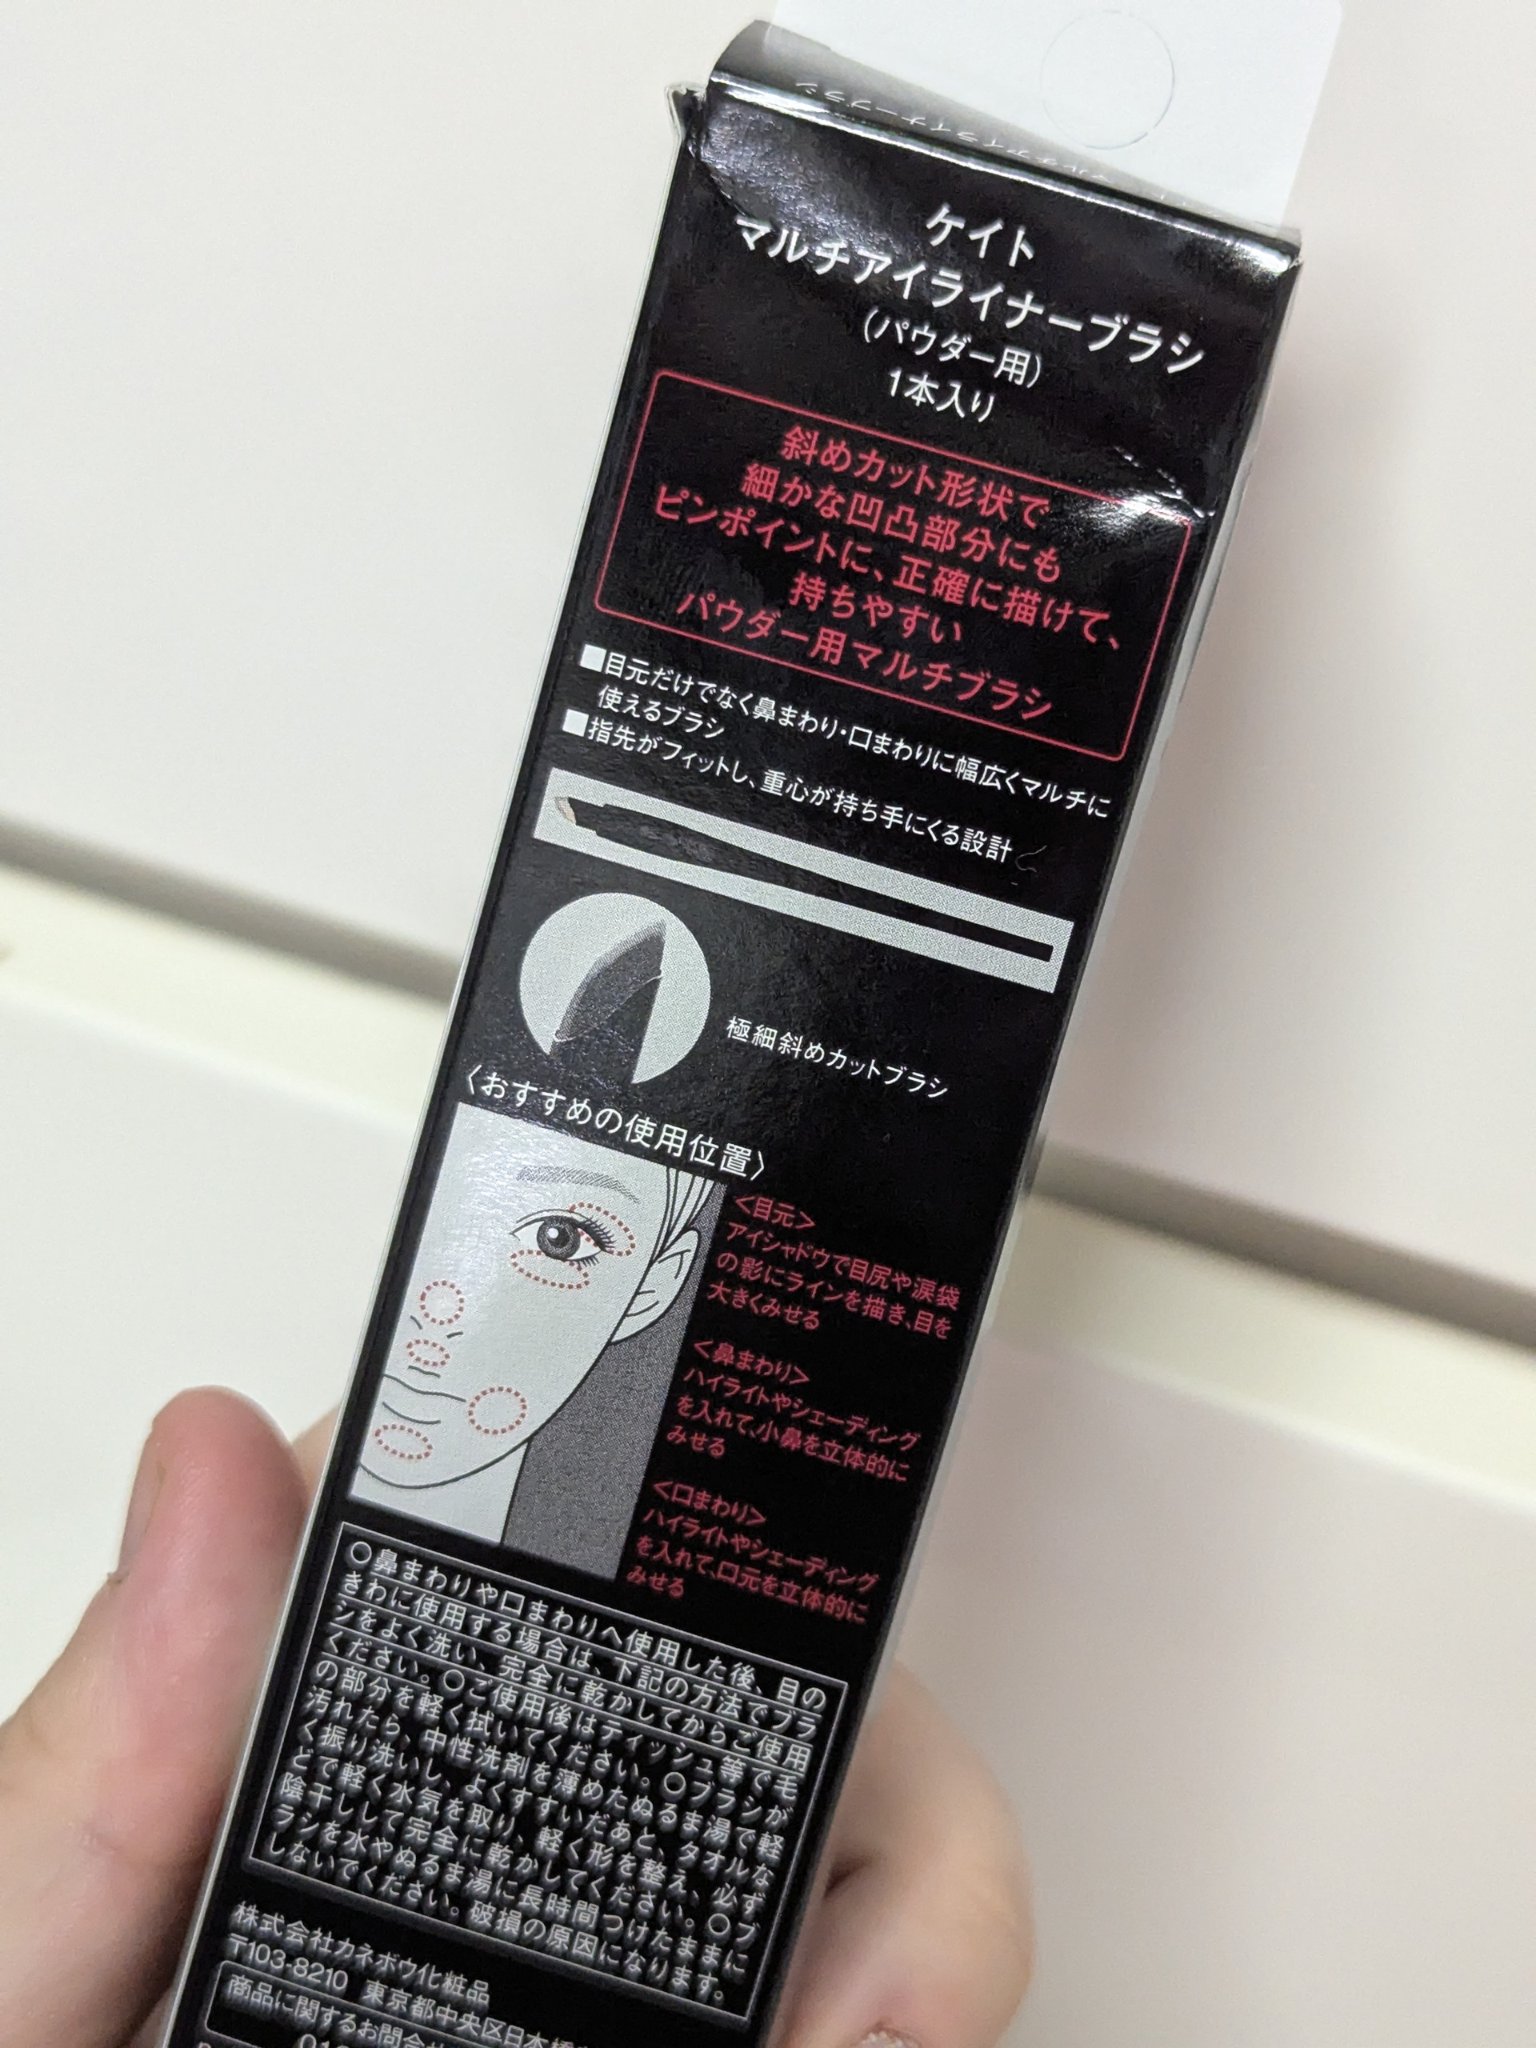 マルチアイライナーブラシ
ケイト
マルチアイライナーブラシ
(パウダー用)
1本入り
斜めカット形状で
細かな凹凸部分にも
ピンポイントに、正確に描けて、
持ちやすい
パウダー用マルチブラシ
■目元だけでなく鼻まわり・口まわりに幅広くマルチに
使えるブラシ
■指先がフィットし、重心が持ち手にくる設計
極細斜めカットブラシ
〈おすすめの使用位置〉
<目元>
アイシャドウで目尻や涙袋
の影にラインを描き、目を
大きくみせる
<鼻まわり>
ハイライトやシェーディング
を入れて、小鼻を立体的に
みせる
<口まわり>
ハイライトやシェーディング
を入れて、口元を立体的に
みせる
○鼻まわりや口まわりへ使用した後、目の
きわに使用する場合は、下記の方法でブラ
シをよく洗い、完全に乾かしてからご使用
ください。○ご使用後はティッシュ等で毛
の部分を軽く拭いてください。○ブラシが
汚れたら、中性洗剤を薄めたぬるま湯で軽
く振り洗いし、よくすすいだあと、タオルな
どで軽く水気を取り、軽く形を整え、必ず
陰干しして完全に乾かしてください。○ブ
ラシを水やぬるま湯に長時間つけたままに
しないでください。破損の原因になります。
株式会社カネボウ化粧品
〒103-8210 東京都中央区日本橋
商品に関するお問合せ